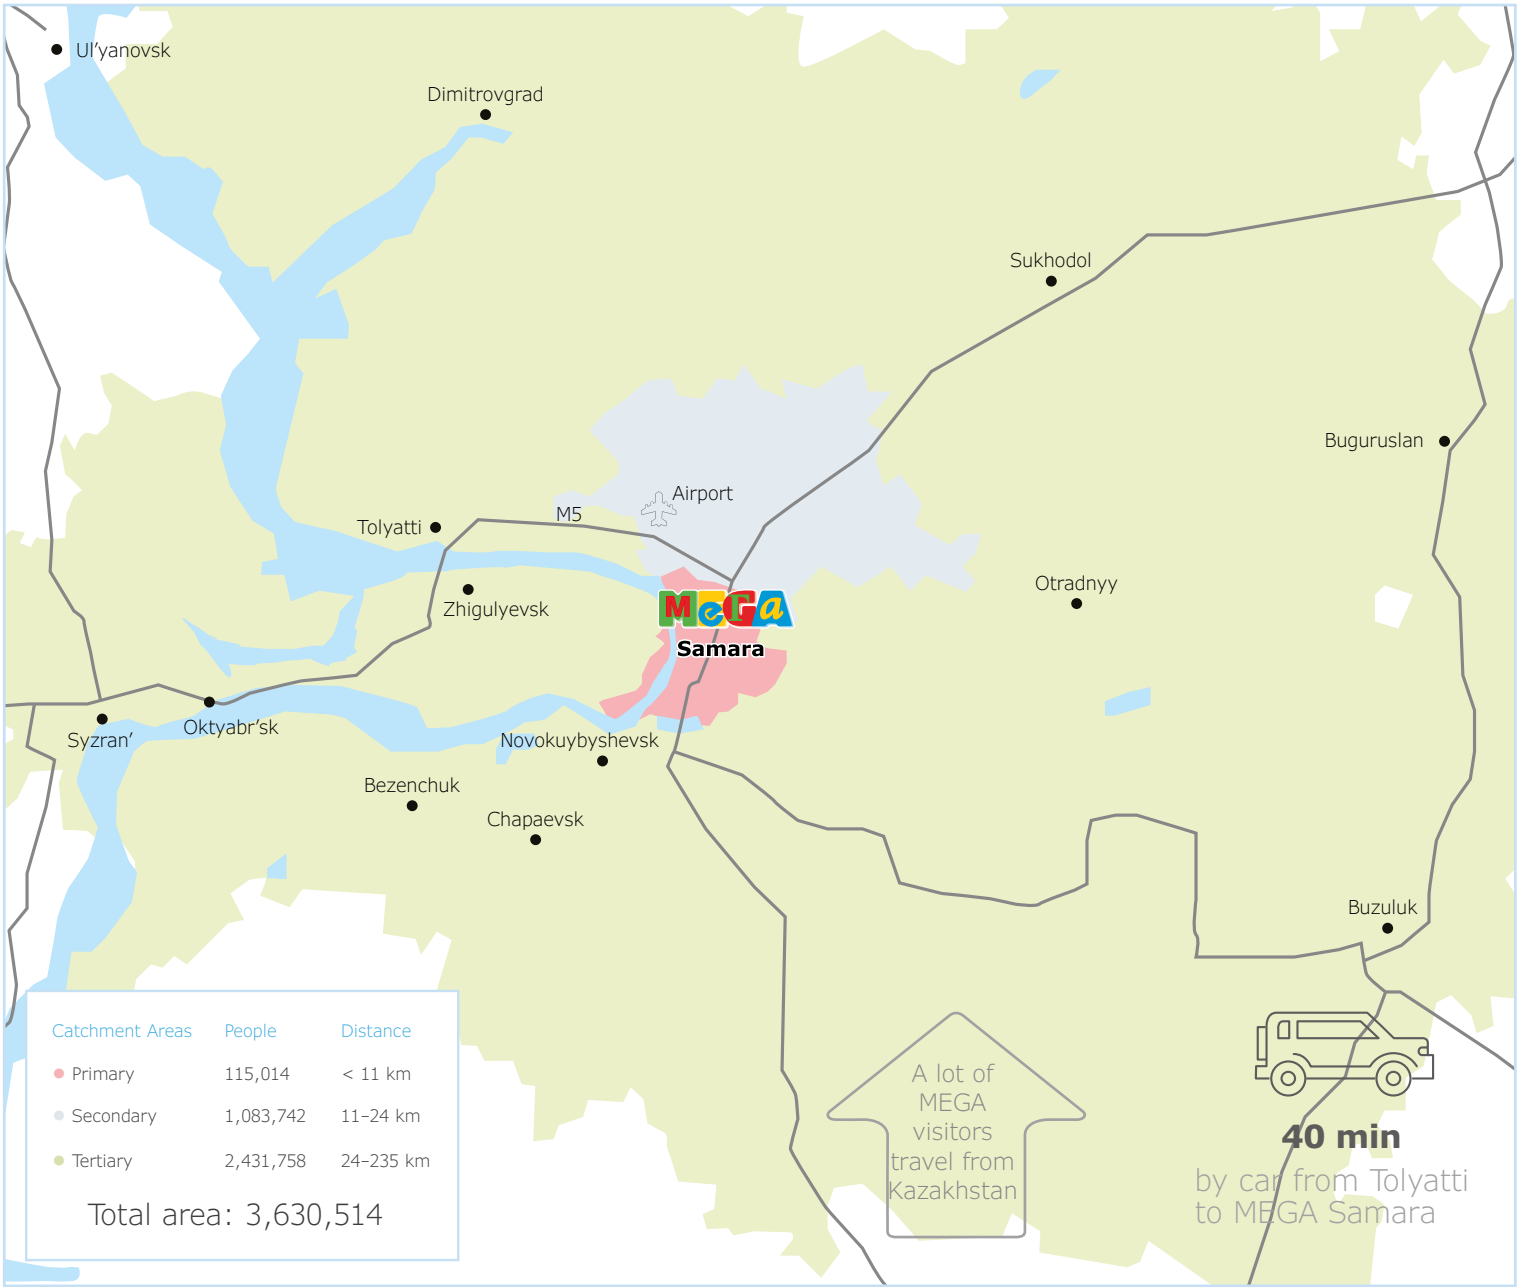 Ul'yanovsk
Dimitrovgrad
Sukhodol
Buguruslan
Airport
M5
Tolyatti
Otradnyy
Zhigulyevsk
MEGA
Samara
Oktyabr'sk
Syzran'
Novokuybyshevsk
Bezenchuk
Chapaevsk
Buzuluk
Catchment Areas People Distance
Primary 115,014 < 11 km
Secondary 1,083,742 11–24 km
Tertiary 2,431,758 24–235 km
Total area: 3,630,514
A lot of
MEGA
visitors
travel from
Kazakhstan
40 min
by car from Tolyatti
to MEGA Samara